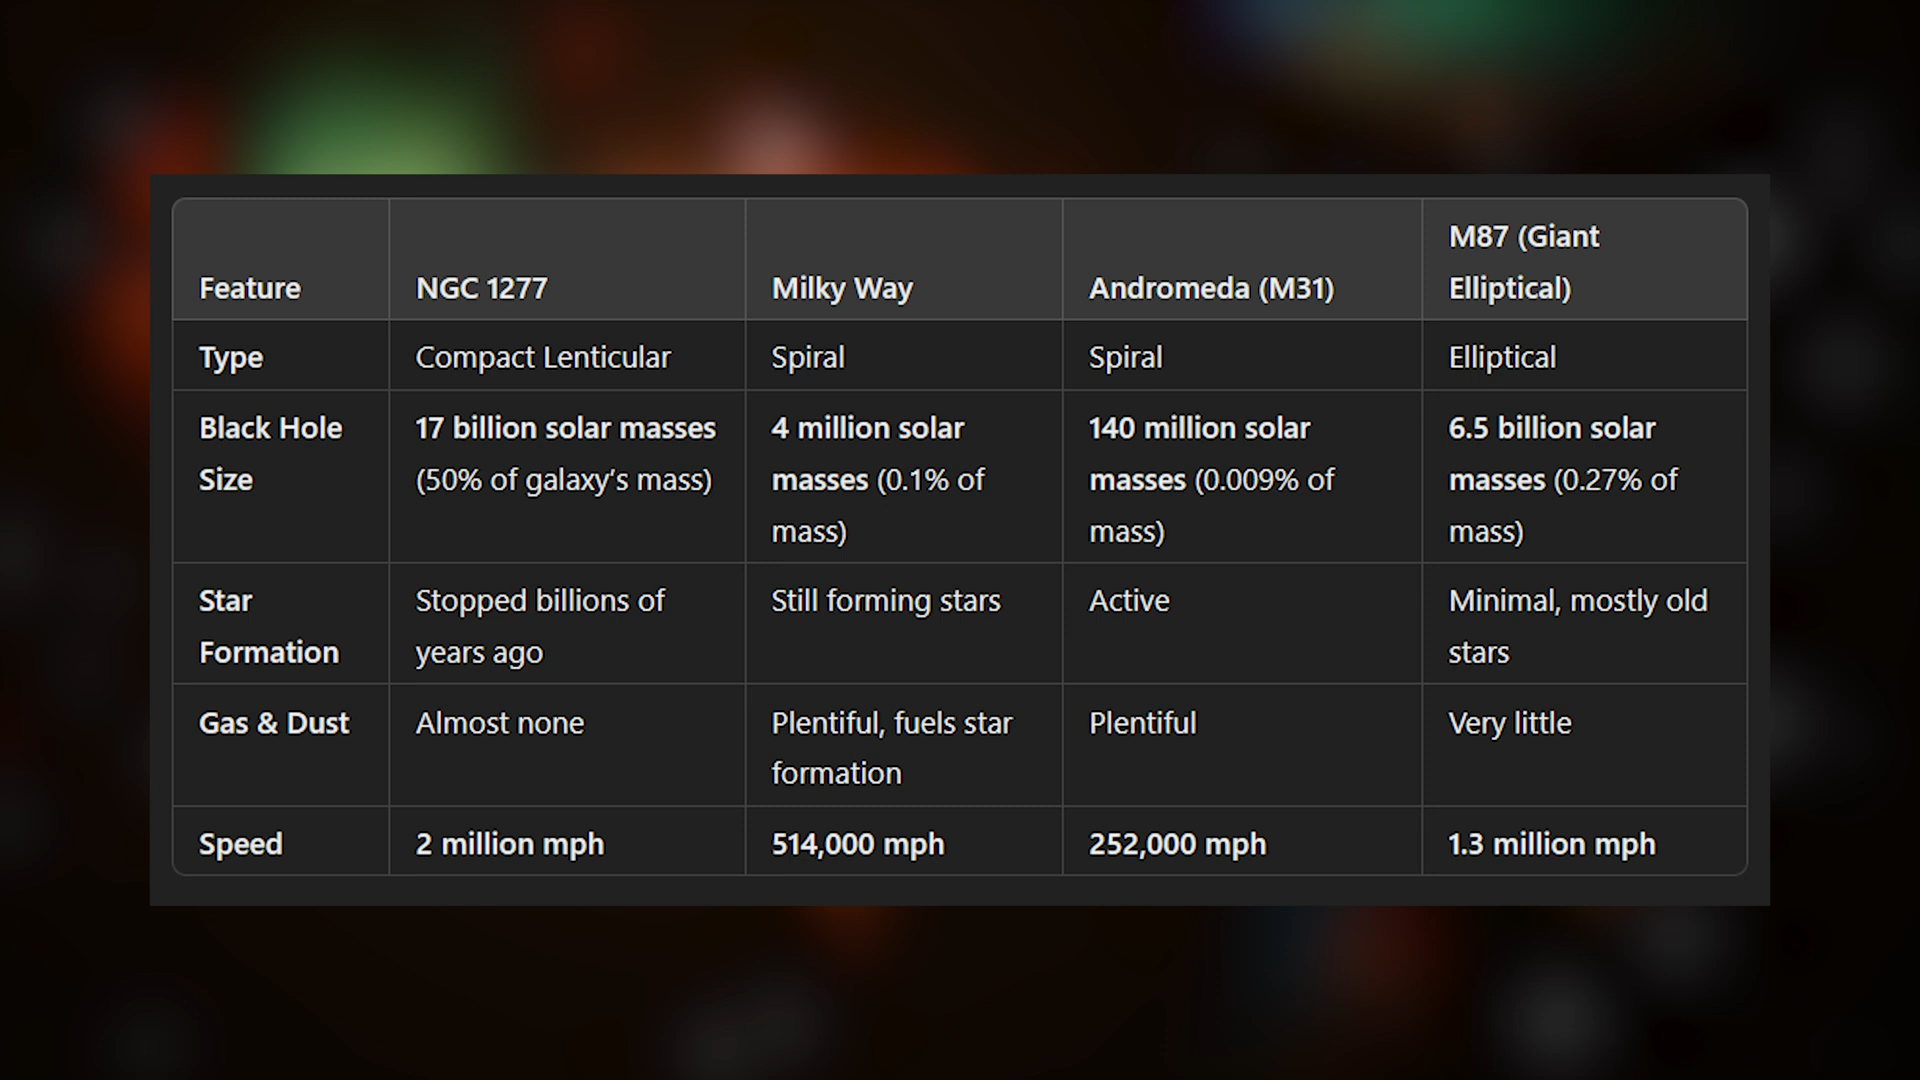 Feature
NGC 1277
Milky Way
Andromeda (M31)
M87 (Giant
Elliptical)
Type
Compact Lenticular
Spiral
Spiral
Elliptical
Black Hole
Size
17 billion solar masses
(50% of galaxy’s mass)
4 million solar
masses (0.1% of
mass)
140 million solar
masses (0.009% of
mass)
6.5 billion solar
masses (0.27% of
mass)
Star
Formation
Stopped billions of
years ago
Still forming stars
Active
Minimal, mostly old
stars
Gas & Dust
Almost none
Plentiful, fuels star
formation
Plentiful
Very little
Speed
2 million mph
514,000 mph
252,000 mph
1.3 million mph